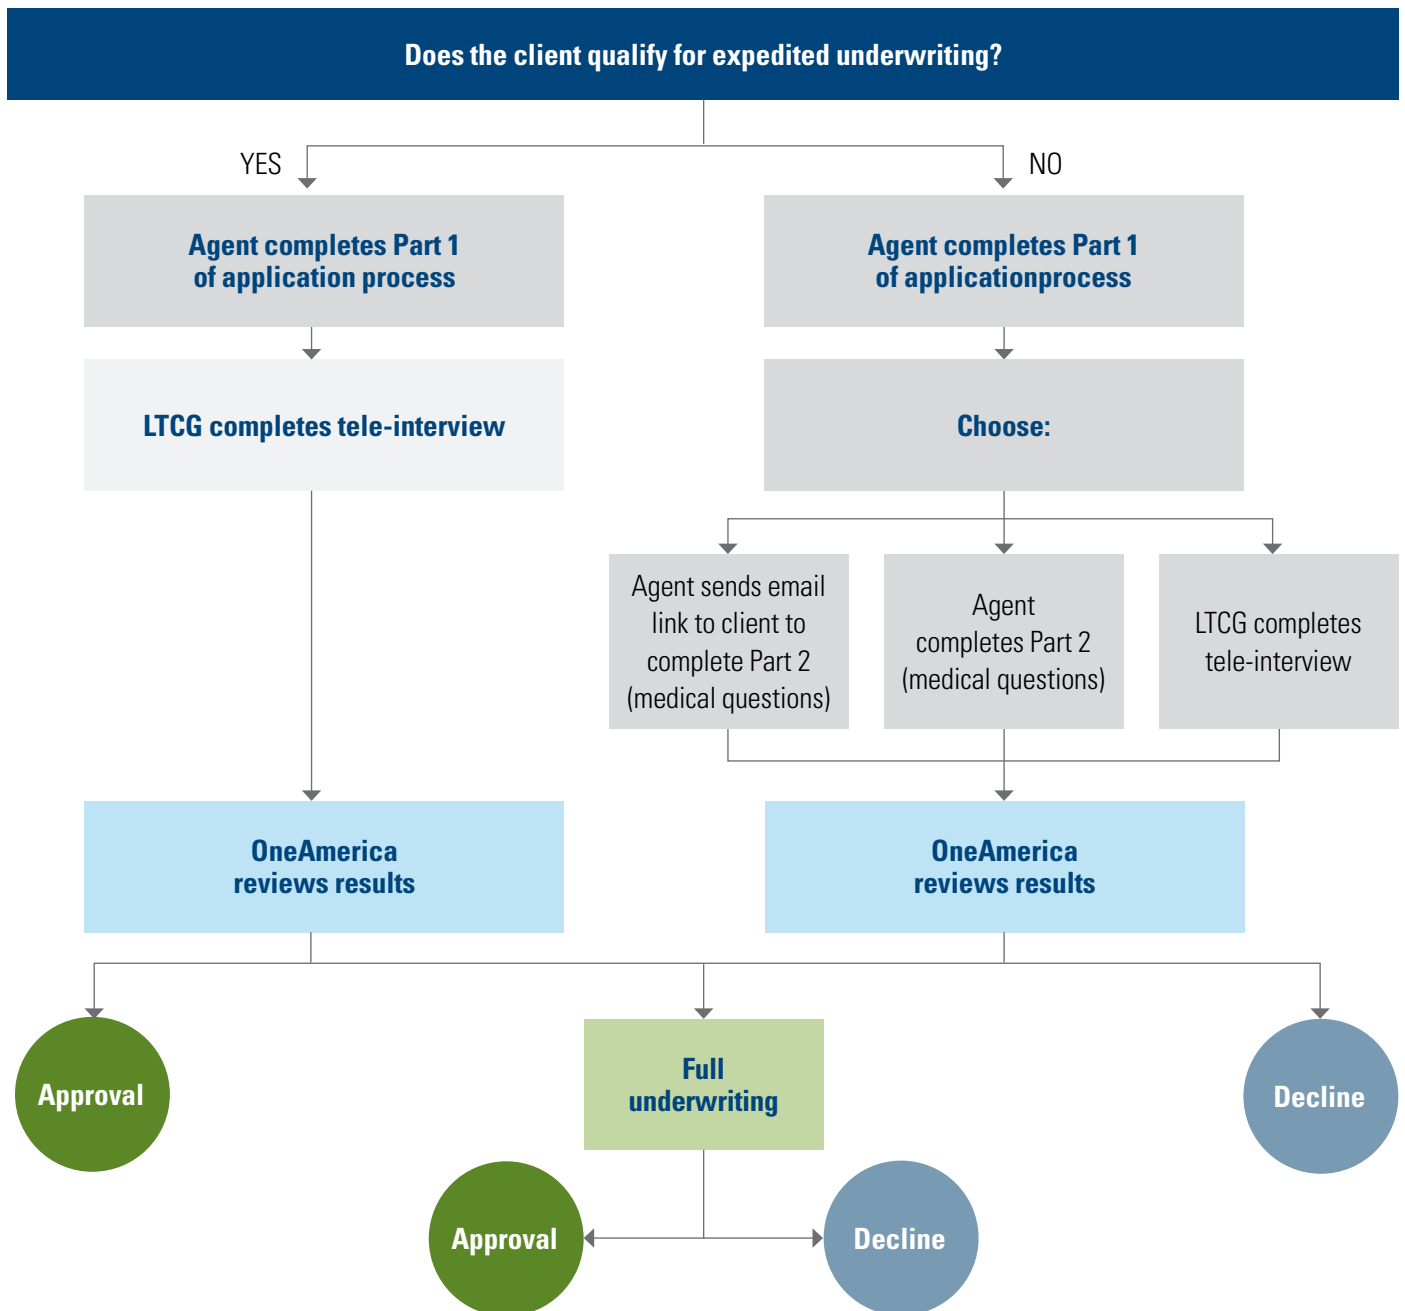 Does the client qualify for expedited underwriting?
YES
NO
Agent completes Part 1
of application process
Agent completes Part 1
of applicationprocess
LTCG completes tele-interview
Choose:
Agent sends email
link to client to
complete Part 2
(medical questions)
Agent
completes Part 2
(medical questions)
LTCG completes
tele-interview
OneAmerica
reviews results
OneAmerica
reviews results
Approval
Full
underwriting
Decline
Approval
Decline